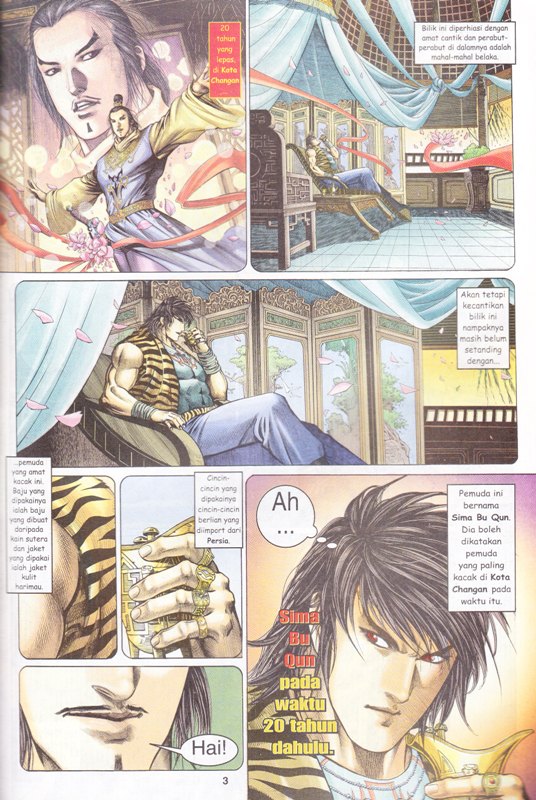 20
tahun
yang
lepas,
di Kota
Changan
...
Bilik ini diperhiasi dengan
amat cantik dan perabut-
perabut di dalamnya adalah
mahal-mahal belaka.
Akan tetapi
kecantikan
bilik ini
nampaknya
masih belum
setanding
dengan...
...pemuda
yang amat
kacak ini.
Baju yang
dipakainya
ialah baju
yang dibuat
daripada
kain sutera
dan jaket
yang dipakai
ialah jaket
kulit
harimau.
Cincin-
cincin yang
dipakainya
cincin-cincin
berlian yang
diimport dari
Persia.
Ah
...
Pemuda ini
bernama
Sima Bu Qun.
Dia boleh
dikatakan
pemuda
yang paling
kacak di Kota
Changan pada
waktu itu.
Sima
Bu
Qun
pada
waktu
20 tahun
dahulu.
Hai!
3